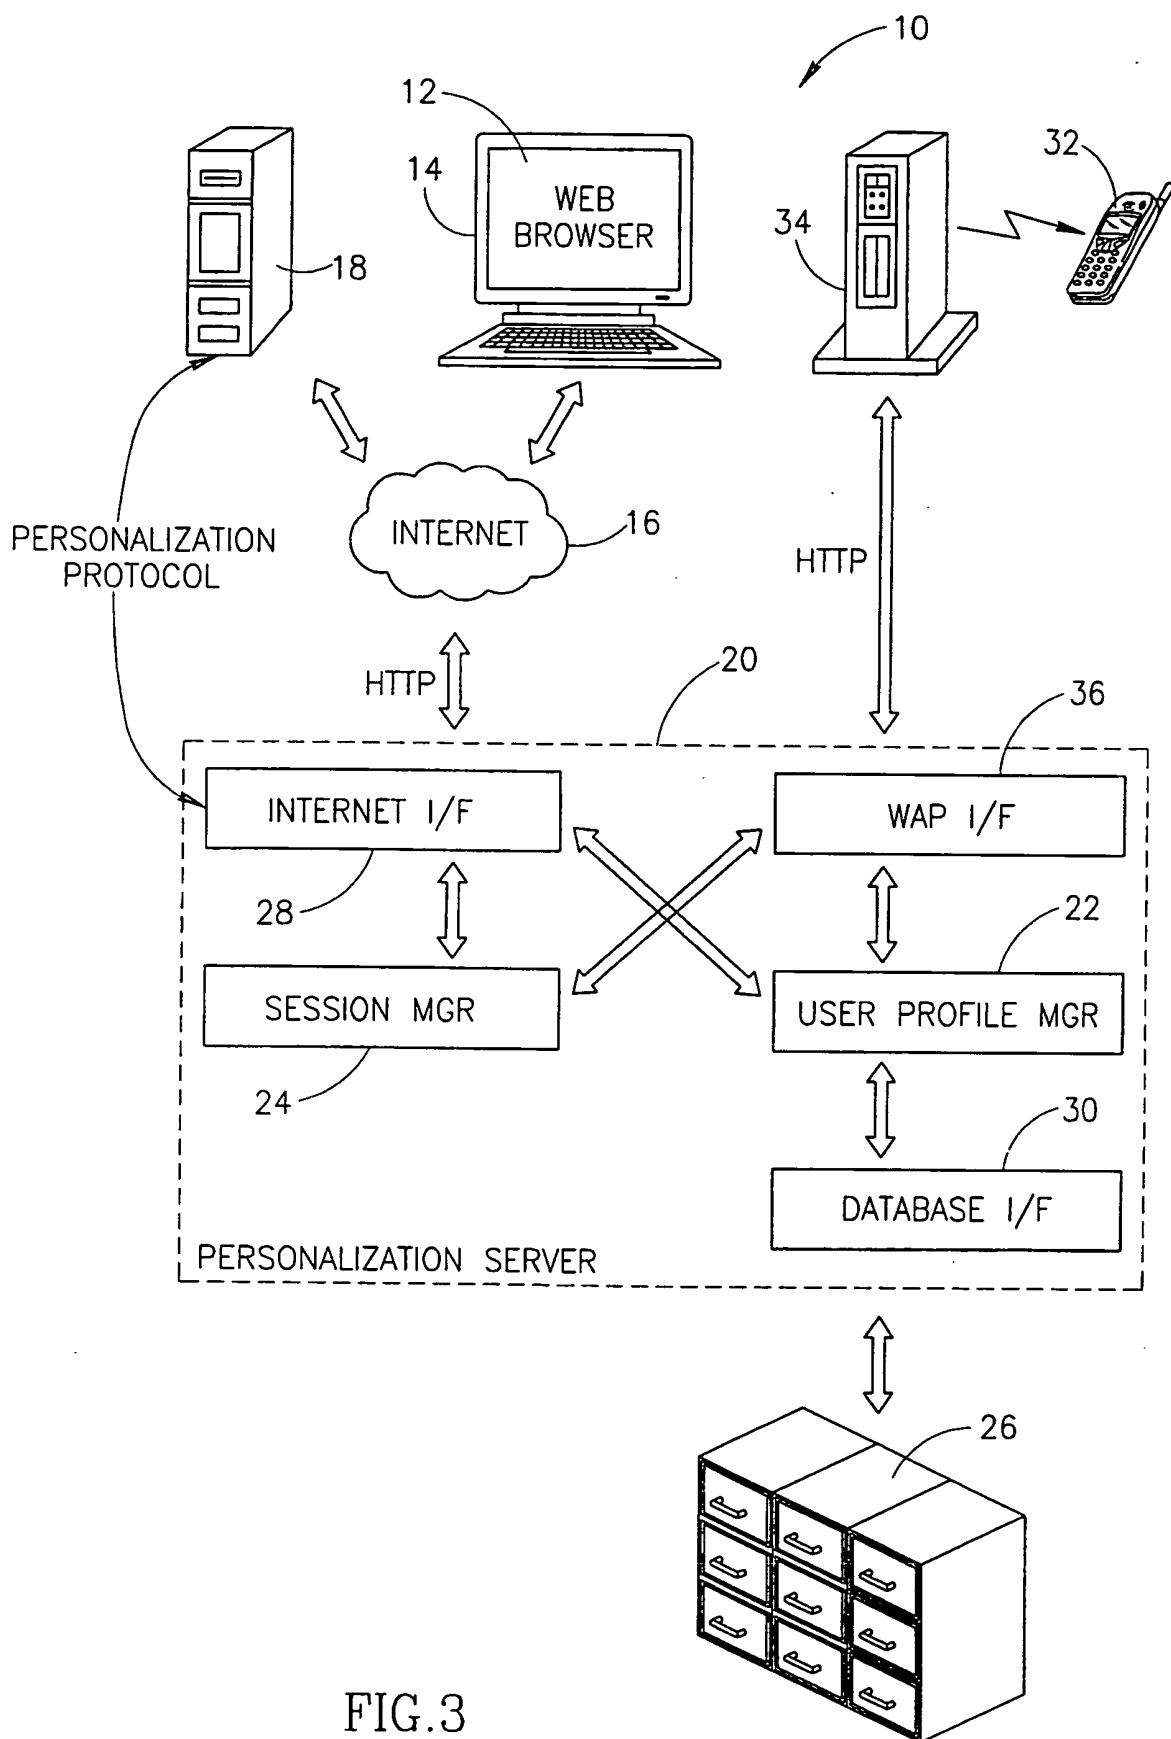 10
12
32
14
WEB
BROWSER
34
18
INTERNET
16
PERSONALIZATION
PROTOCOL
HTTP
HTTP
20
36
INTERNET I/F
WAP I/F
28
22
SESSION MGR
USER PROFILE MGR
24
30
DATABASE I/F
PERSONALIZATION SERVER
26
FIG.3